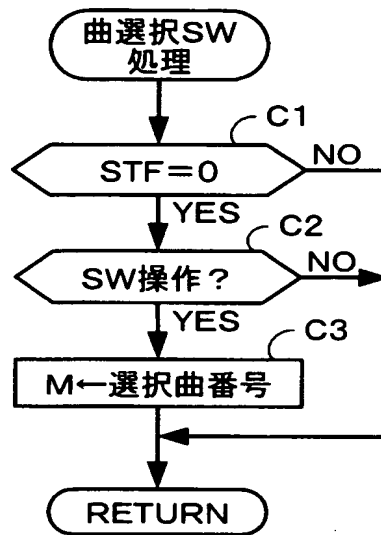 曲選択SW
処理
C1
STF=0
NO
YES
C2
SW操作?
NO
YES
C3
M←選択曲番号
RETURN